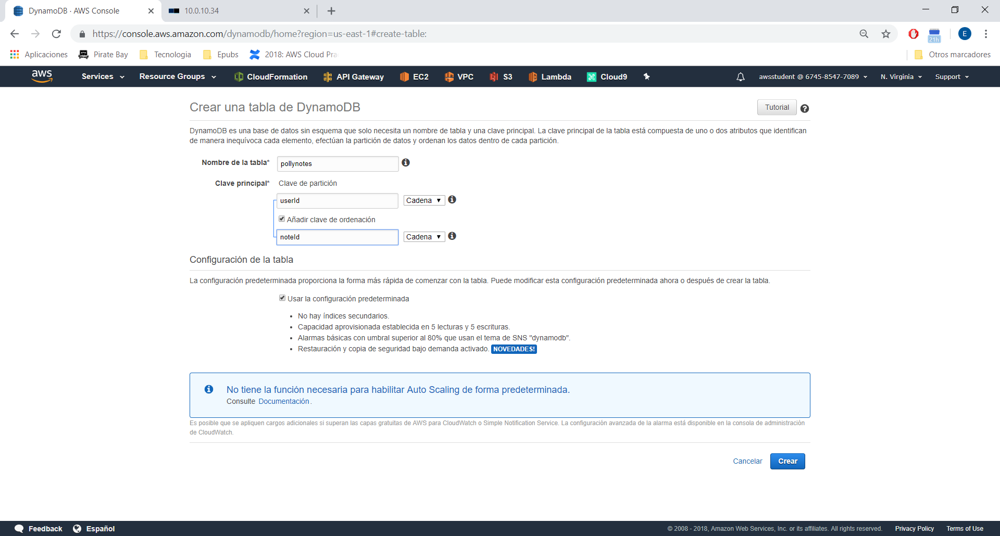 DynamoDB · AWS Console
10.0.10.34
https://console.aws.amazon.com/dynamodb/home?region=us-east-1#create-table:
21h
E
Aplicaciones
Pirate Bay
Tecnologia
Epubs
2018: AWS Cloud Pra
Otros marcadores
aws
Services
Resource Groups
CloudFormation
API Gateway
EC2
VPC
S3
Lambda
Cloud9
awsstudent @ 6745-8547-7089
N. Virginia
Support
Crear una tabla de DynamoDB
Tutorial
DynamoDB es una base de datos sin esquema que solo necesita un nombre de tabla y una clave principal. La clave principal de la tabla está compuesta de uno o dos atributos que identifican
de manera inequívoca cada elemento, efectúan la partición de datos y ordenan los datos dentro de cada partición.
Nombre de la tabla*
pollynotes
Clave principal*
Clave de partición
userId
Cadena
Añadir clave de ordenación
noteId
Cadena
Configuración de la tabla
La configuración predeterminada proporciona la forma más rápida de comenzar con la tabla. Puede modificar esta configuración predeterminada ahora o después de crear la tabla.
Usar la configuración predeterminada
• No hay índices secundarios.
• Capacidad aprovisionada establecida en 5 lecturas y 5 escrituras.
• Alarmas básicas con umbral superior al 80% que usan el tema de SNS "dynamodb".
• Restauración y copia de seguridad bajo demanda activado. NOVEDADES!
No tiene la función necesaria para habilitar Auto Scaling de forma predeterminada.
Consulte Documentación.
Es posible que se apliquen cargos adicionales si superan las capas gratuitas de AWS para CloudWatch o Simple Notification Service. La configuración avanzada de la alarma está disponible en la consola de administración
de CloudWatch.
Cancelar
Crear
Feedback
Español
© 2008 - 2018, Amazon Web Services, Inc. or its affiliates. All rights reserved.
Privacy Policy
Terms of Use